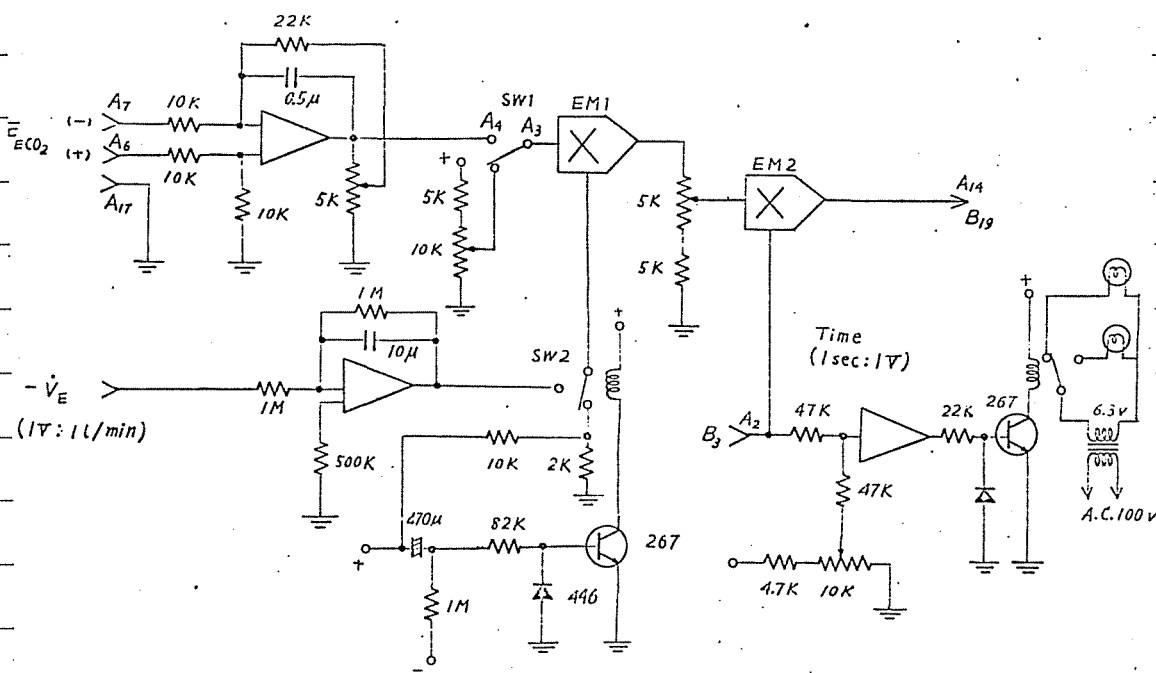 22K
0.5μ
A7
10K
(-)
E̅ECO2
(+)
A6
10K
A17
10K
5K
SW1
A4
A3
EM1
+
5K
10K
5K
5K
EM2
A14
B19
1M
10μ
- V̇E
1M
(1V:1l/min)
500K
SW2
+
10K
2K
470μ
82K
+
1M
446
267
-
Time
(1sec:1V)
B3
A2
47K
22K
267
47K
4.7K
10K
+
6.3v
A.C.100v